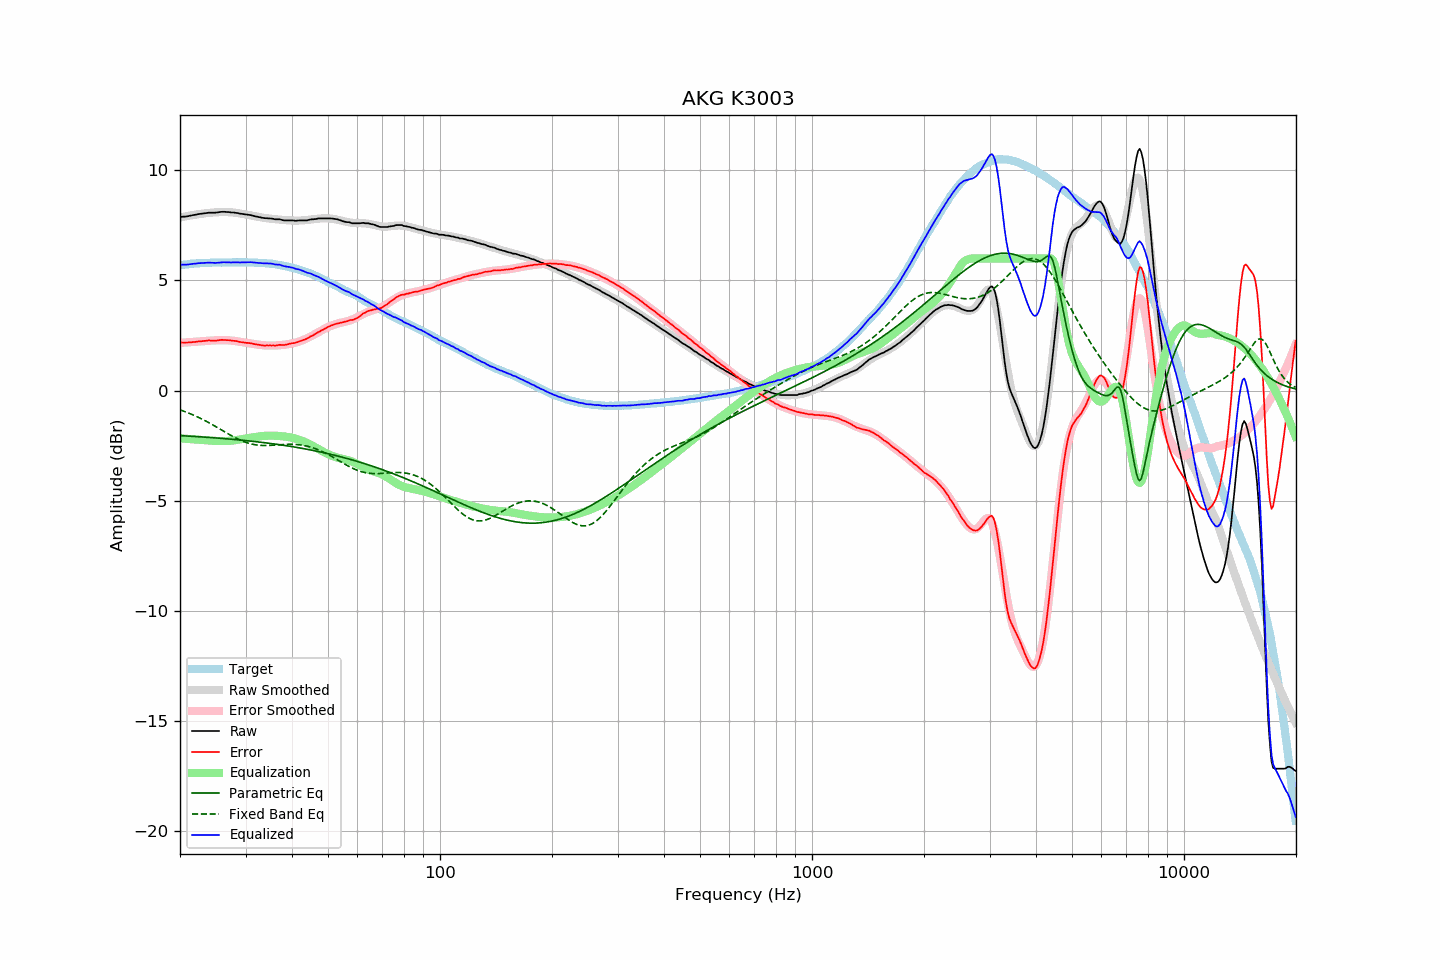 AKG K3003
10
5
0
−5
−10
−15
−20
Amplitude (dBr)
Target
Raw Smoothed
Error Smoothed
Raw
Error
Equalization
Parametric Eq
Fixed Band Eq
Equalized
100
1000
10000
Frequency (Hz)